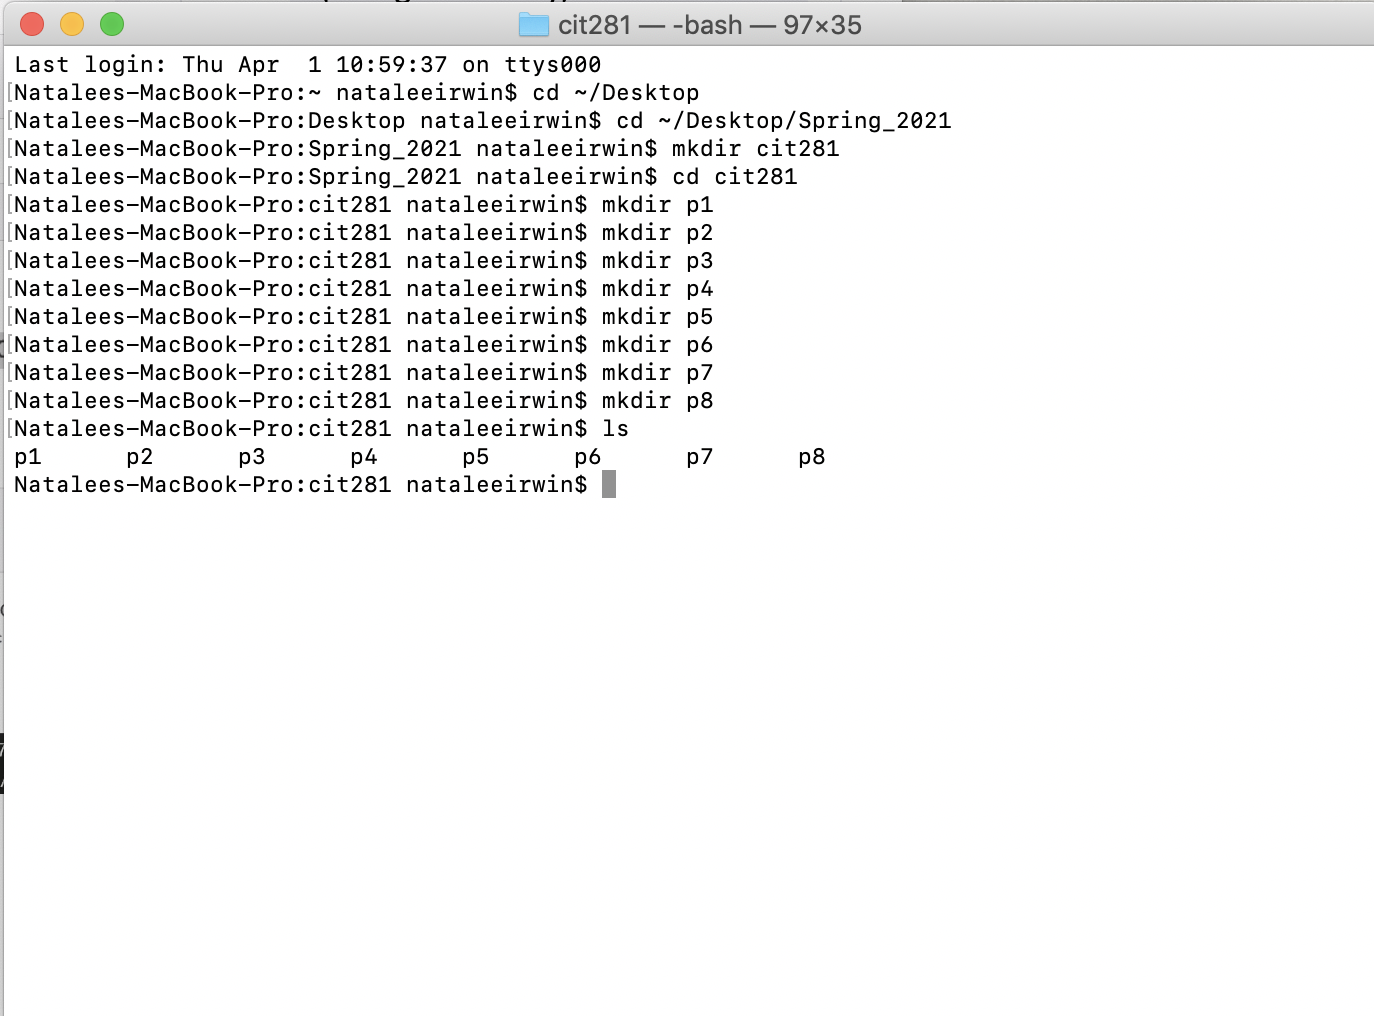 cit281 — -bash — 97×35
Last login: Thu Apr  1 10:59:37 on ttys000
[Natalees-MacBook-Pro:~ nataleeirwin$ cd ~/Desktop
[Natalees-MacBook-Pro:Desktop nataleeirwin$ cd ~/Desktop/Spring_2021
[Natalees-MacBook-Pro:Spring_2021 nataleeirwin$ mkdir cit281
[Natalees-MacBook-Pro:Spring_2021 nataleeirwin$ cd cit281
[Natalees-MacBook-Pro:cit281 nataleeirwin$ mkdir p1
[Natalees-MacBook-Pro:cit281 nataleeirwin$ mkdir p2
[Natalees-MacBook-Pro:cit281 nataleeirwin$ mkdir p3
[Natalees-MacBook-Pro:cit281 nataleeirwin$ mkdir p4
[Natalees-MacBook-Pro:cit281 nataleeirwin$ mkdir p5
[Natalees-MacBook-Pro:cit281 nataleeirwin$ mkdir p6
[Natalees-MacBook-Pro:cit281 nataleeirwin$ mkdir p7
[Natalees-MacBook-Pro:cit281 nataleeirwin$ mkdir p8
[Natalees-MacBook-Pro:cit281 nataleeirwin$ ls
p1      p2      p3      p4      p5      p6      p7      p8
Natalees-MacBook-Pro:cit281 nataleeirwin$